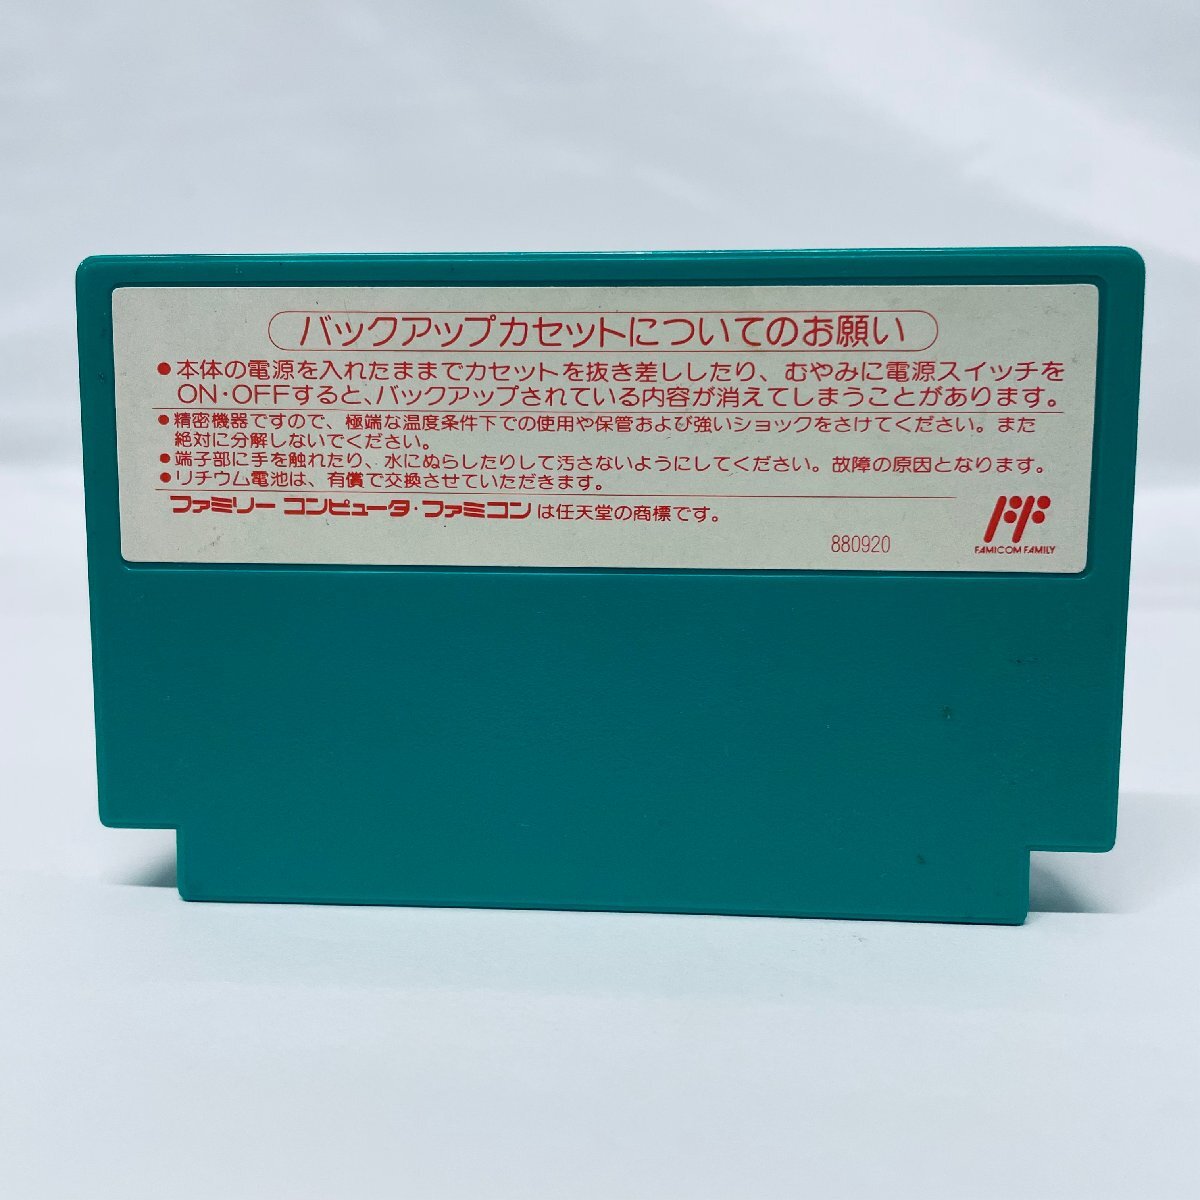 バックアップカセットについてのお願い
●本体の電源を入れたままでカセットを抜き差ししたり、むやみに電源スイッチを
ON・OFFすると、バックアップされている内容が消えてしまうことがあります。
●精密機器ですので、極端な温度条件下での使用や保管および強いショックをさけてください。また
絶対に分解しないでください。
●端子部に手を触れたり、水にぬらしたりして汚さないようにしてください。故障の原因となります。
●リチウム電池は、有償で交換させていただきます。
ファミリーコンピュータ・ファミコンは任天堂の商標です。
880920
FAMICOM FAMILY